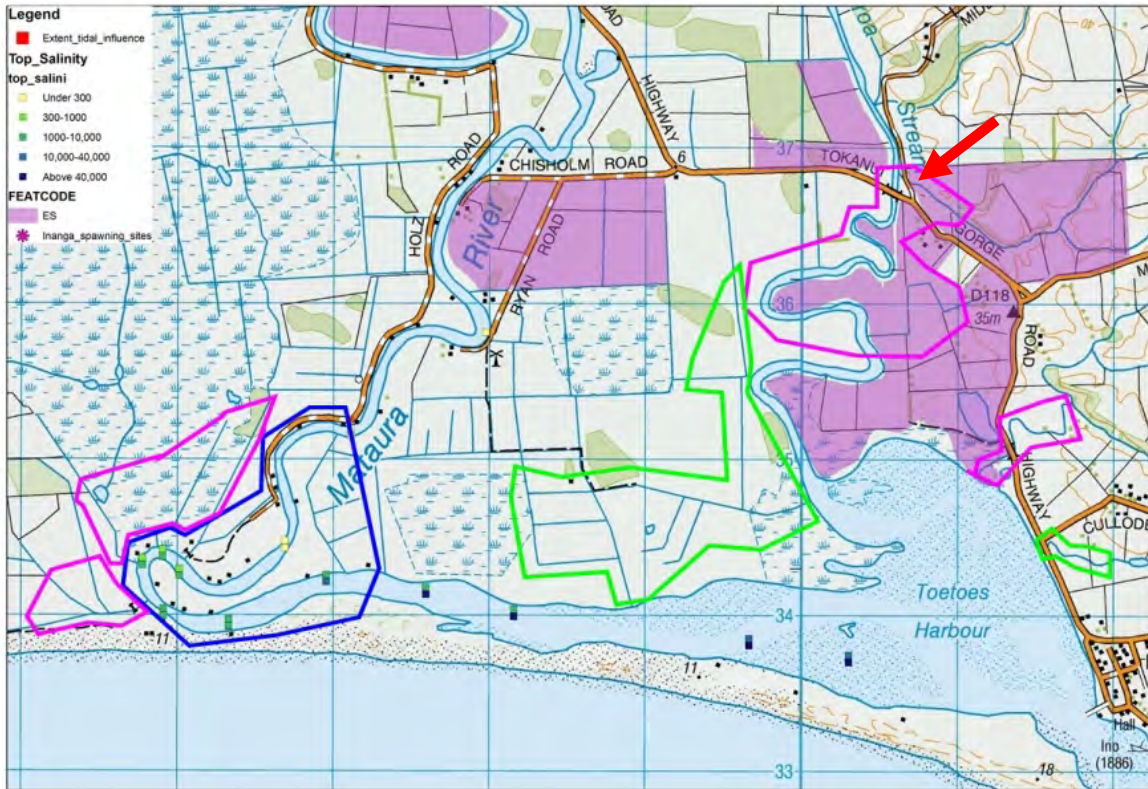 Legend
Extent_tidal_influence
Top_Salinity
top_salini
Under 300
300-1000
1000-10,000
10,000-40,000
Above 40,000
FEATCODE
ES
Inanga_spawning_sites
HIGHWAY
40
Stream
37
6
TOKANUI
CHISHOLM ROAD
ROAD
HOLZ
River
RYAN ROAD
GORGE
36
D118
35m
ROAD
Mataura
35
HIGHWAY
Toetoes
Harbour
34
11
11
Hall
Ino
(1886)
33
18